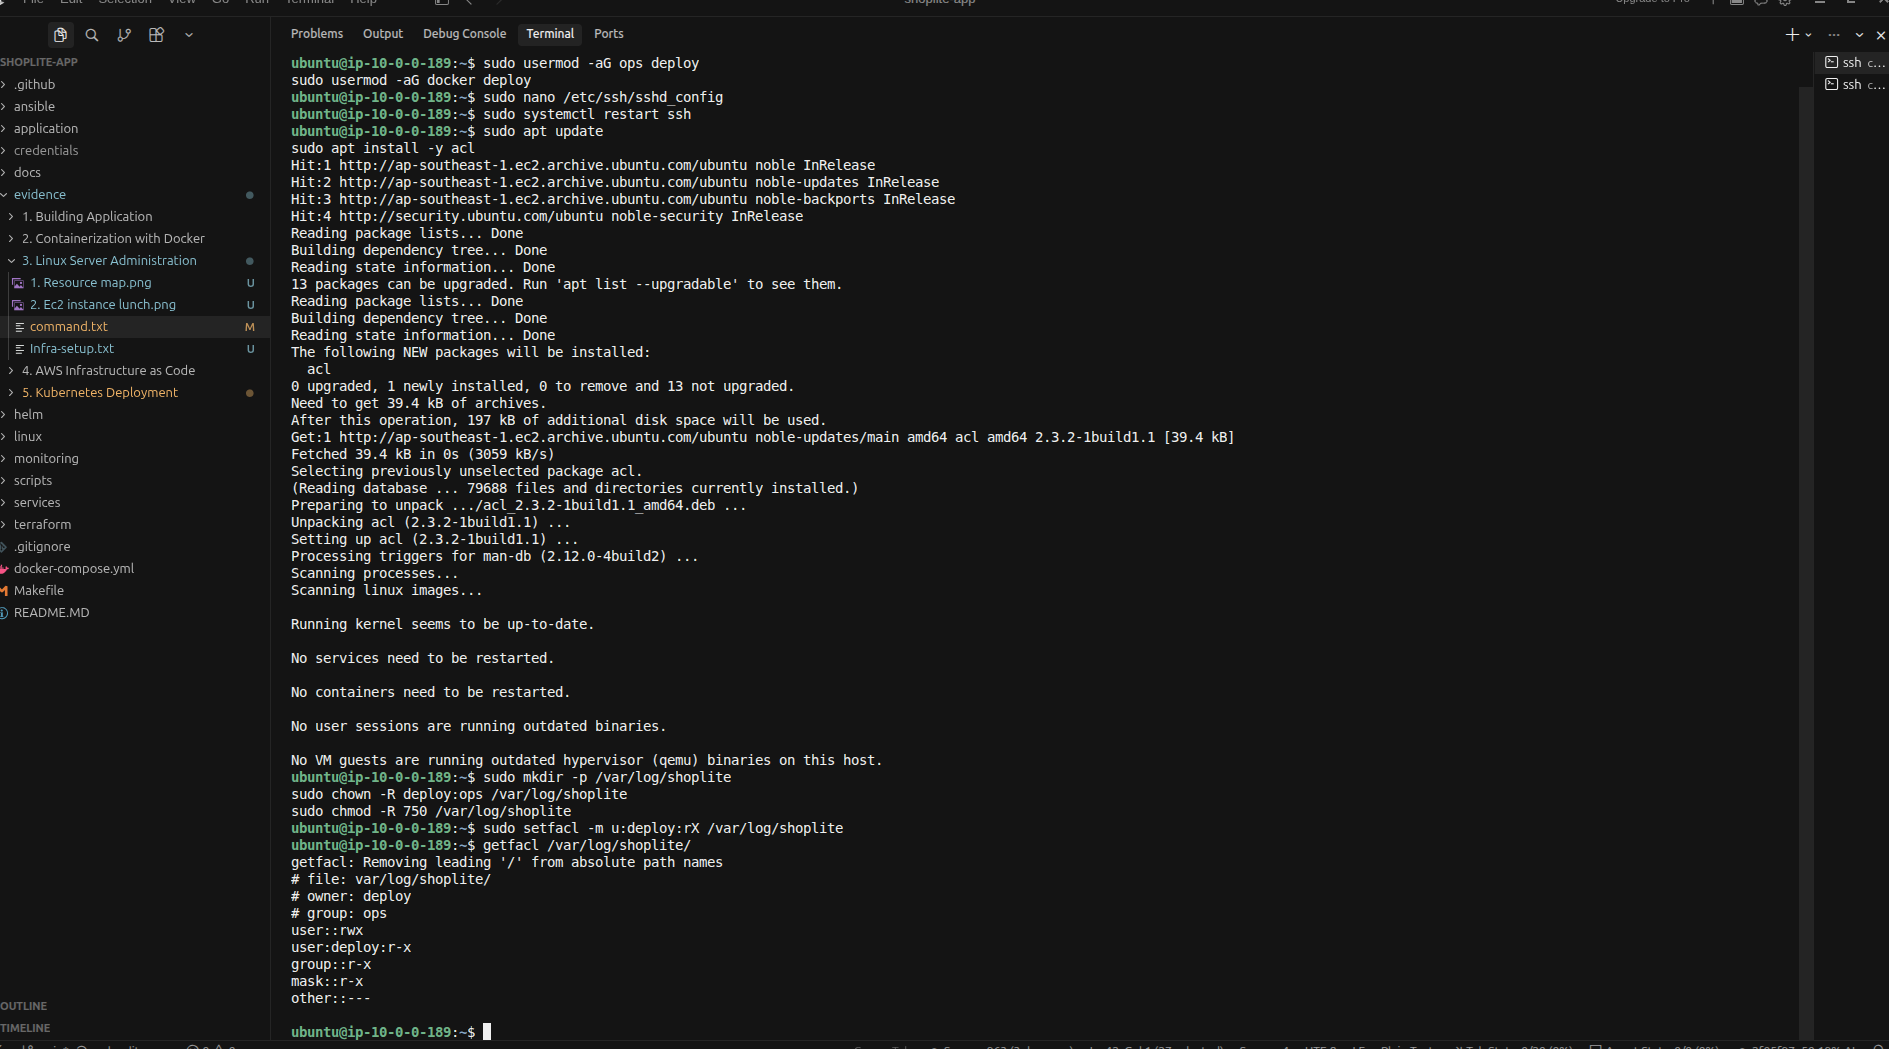 shoplite-app
Problems Output Debug Console Terminal Ports
SHOPLITE-APP
.github
ansible
application
credentials
docs
evidence
1. Building Application
2. Containerization with Docker
3. Linux Server Administration
1. Resource map.png U
2. Ec2 instance lunch.png U
command.txt M
Infra-setup.txt U
4. AWS Infrastructure as Code
5. Kubernetes Deployment
helm
linux
monitoring
scripts
services
terraform
.gitignore
docker-compose.yml
Makefile
README.MD
OUTLINE
TIMELINE
ubuntu@ip-10-0-0-189:~$ sudo usermod -aG ops deploy
sudo usermod -aG docker deploy
ubuntu@ip-10-0-0-189:~$ sudo nano /etc/ssh/sshd_config
ubuntu@ip-10-0-0-189:~$ sudo systemctl restart ssh
ubuntu@ip-10-0-0-189:~$ sudo apt update
sudo apt install -y acl
Hit:1 http://ap-southeast-1.ec2.archive.ubuntu.com/ubuntu noble InRelease
Hit:2 http://ap-southeast-1.ec2.archive.ubuntu.com/ubuntu noble-updates InRelease
Hit:3 http://ap-southeast-1.ec2.archive.ubuntu.com/ubuntu noble-backports InRelease
Hit:4 http://security.ubuntu.com/ubuntu noble-security InRelease
Reading package lists... Done
Building dependency tree... Done
Reading state information... Done
13 packages can be upgraded. Run 'apt list --upgradable' to see them.
Reading package lists... Done
Building dependency tree... Done
Reading state information... Done
The following NEW packages will be installed:
acl
0 upgraded, 1 newly installed, 0 to remove and 13 not upgraded.
Need to get 39.4 kB of archives.
After this operation, 197 kB of additional disk space will be used.
Get:1 http://ap-southeast-1.ec2.archive.ubuntu.com/ubuntu noble-updates/main amd64 acl amd64 2.3.2-1build1.1 [39.4 kB]
Fetched 39.4 kB in 0s (3059 kB/s)
Selecting previously unselected package acl.
(Reading database ... 79688 files and directories currently installed.)
Preparing to unpack .../acl_2.3.2-1build1.1_amd64.deb ...
Unpacking acl (2.3.2-1build1.1) ...
Setting up acl (2.3.2-1build1.1) ...
Processing triggers for man-db (2.12.0-4build2) ...
Scanning processes...
Scanning linux images...
Running kernel seems to be up-to-date.
No services need to be restarted.
No containers need to be restarted.
No user sessions are running outdated binaries.
No VM guests are running outdated hypervisor (qemu) binaries on this host.
ubuntu@ip-10-0-0-189:~$ sudo mkdir -p /var/log/shoplite
sudo chown -R deploy:ops /var/log/shoplite
sudo chmod -R 750 /var/log/shoplite
ubuntu@ip-10-0-0-189:~$ sudo setfacl -m u:deploy:rX /var/log/shoplite
ubuntu@ip-10-0-0-189:~$ getfacl /var/log/shoplite/
getfacl: Removing leading '/' from absolute path names
# file: var/log/shoplite/
# owner: deploy
# group: ops
user::rwx
user:deploy:r-x
group::r-x
mask::r-x
other::---
ubuntu@ip-10-0-0-189:~$
ssh c...
ssh c...